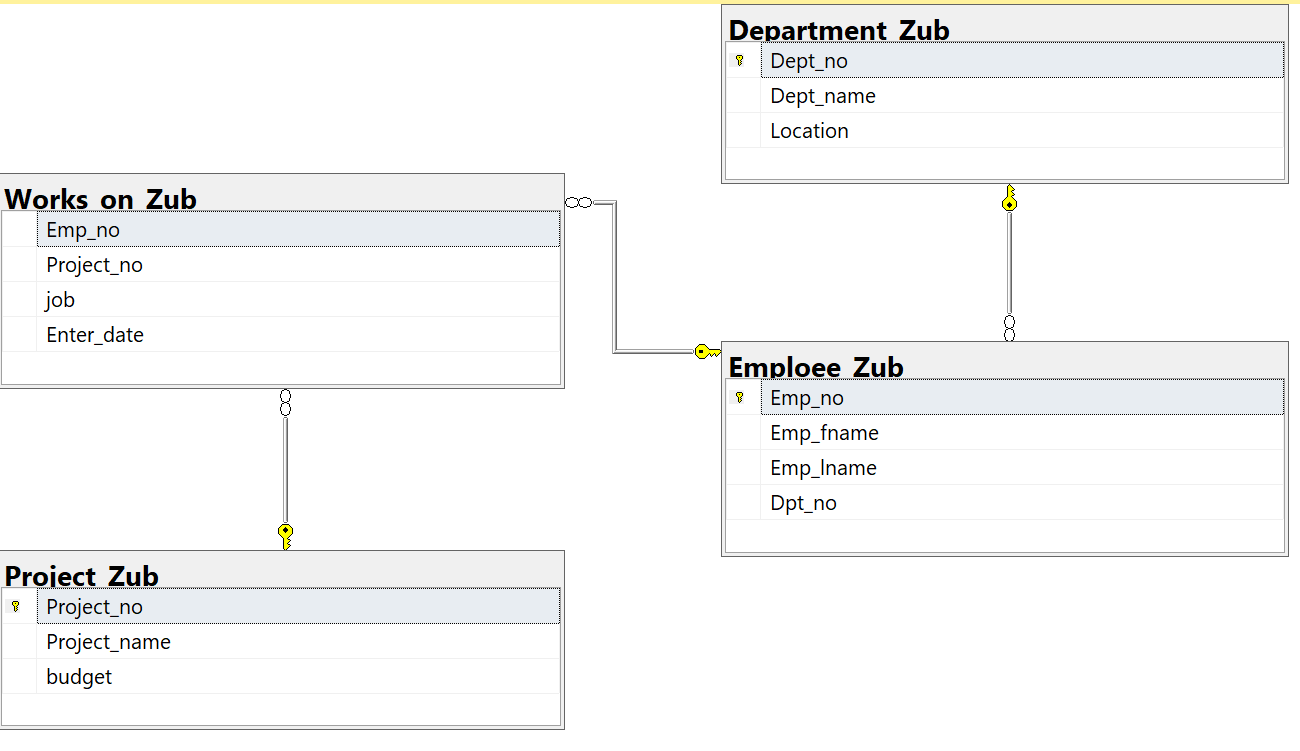 Department_Zub
Dept_no
Dept_name
Location
Works_on_Zub
Emp_no
Project_no
job
Enter_date
Emploee_Zub
Emp_no
Emp_fname
Emp_lname
Dpt_no
Project_Zub
Project_no
Project_name
budget